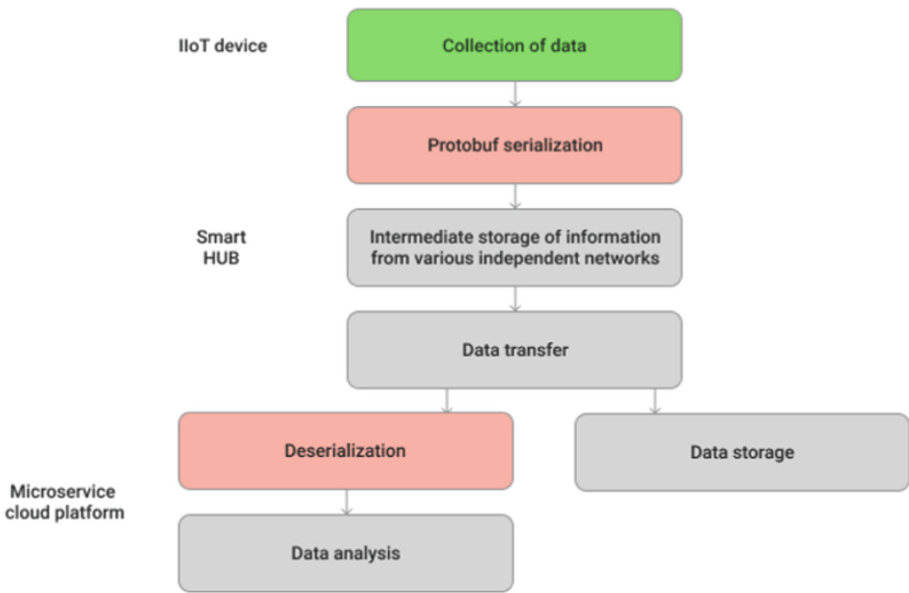 IIoT device
Collection of data
Protobuf serialization
Smart
HUB
Intermediate storage of information
from various independent networks
Data transfer
Deserialization
Data storage
Microservice
cloud platform
Data analysis